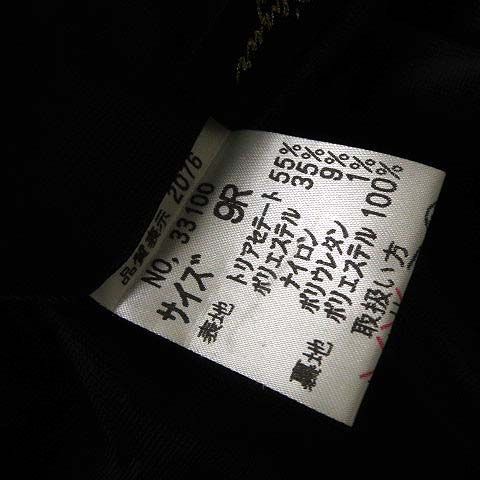 品質表示 2076
NO, 33100
サイズ 9R
表地 トリアセテート 55%
ポリエステル 35%
ナイロン 9%
ポリウレタン 1%
裏地 ポリエステル 100%
取扱い方